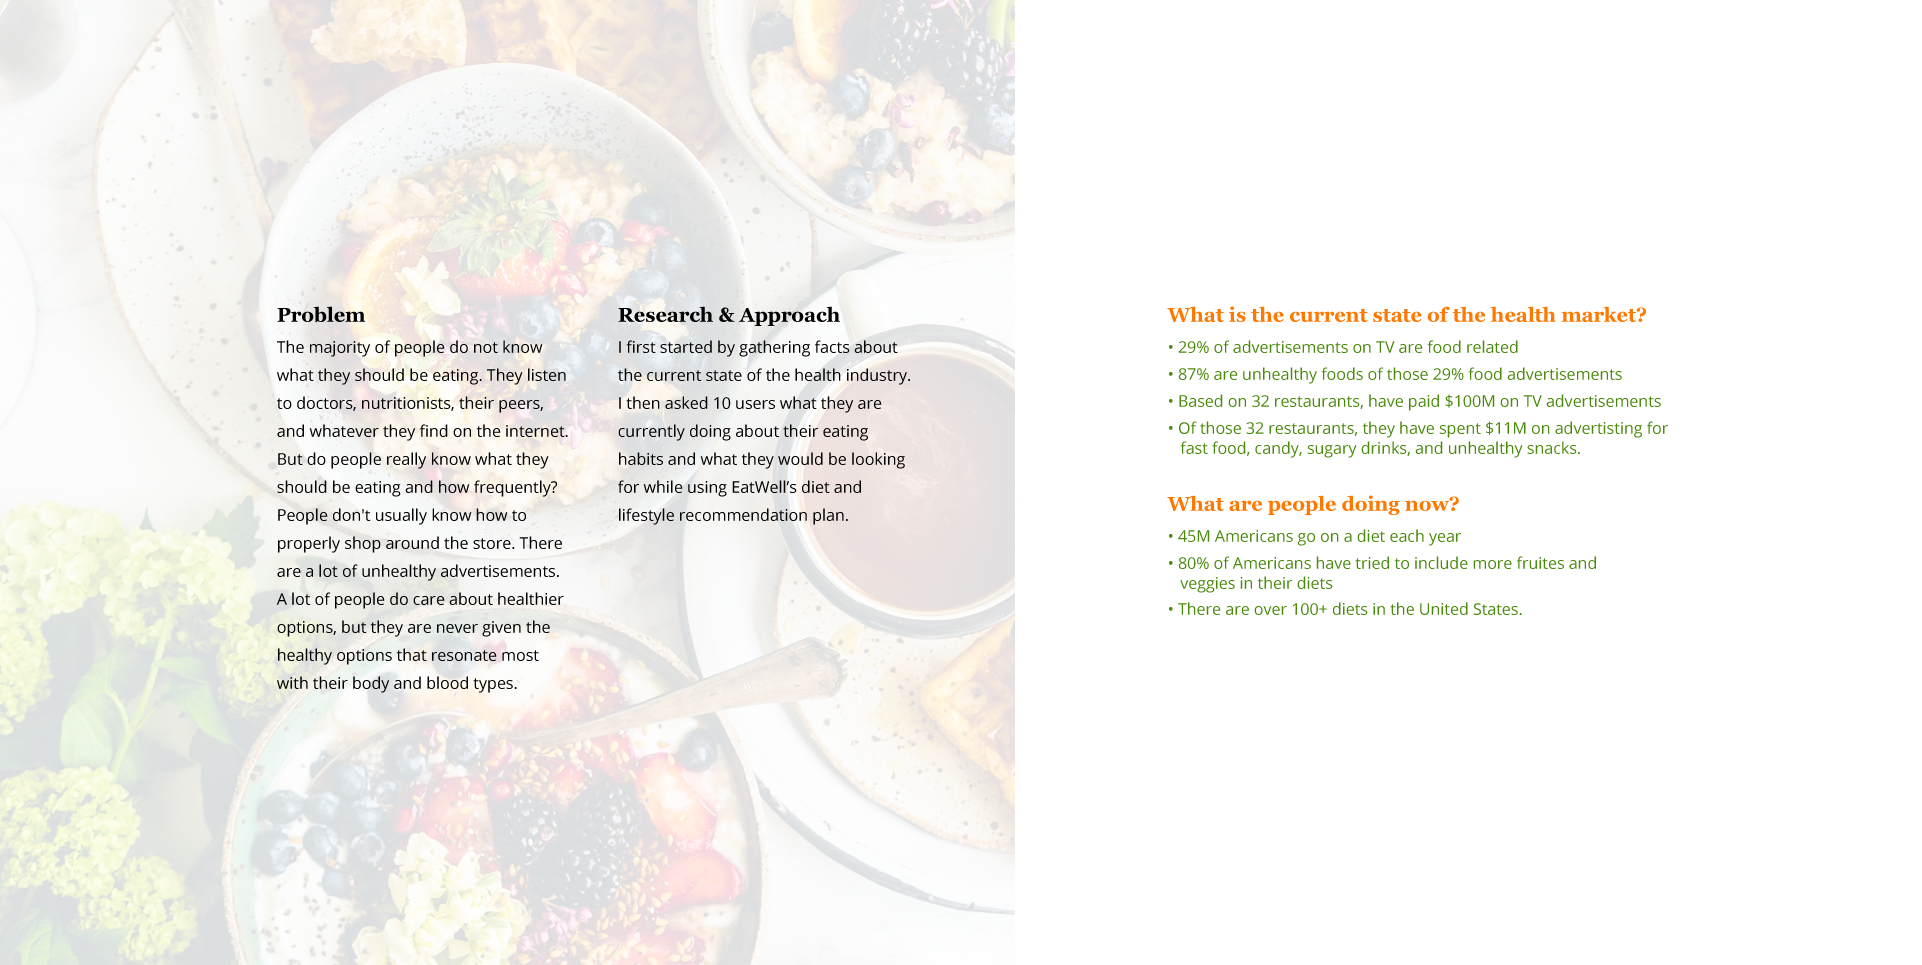 Problem
The majority of people do not know
what they should be eating. They listen
to doctors, nutritionists, their peers,
and whatever they find on the internet.
But do people really know what they
should be eating and how frequently?
People don't usually know how to
properly shop around the store. There
are a lot of unhealthy advertisements.
A lot of people do care about healthier
options, but they are never given the
healthy options that resonate most
with their body and blood types.
Research & Approach
I first started by gathering facts about
the current state of the health industry.
I then asked 10 users what they are
currently doing about their eating
habits and what they would be looking
for while using EatWell’s diet and
lifestyle recommendation plan.
What is the current state of the health market?
• 29% of advertisements on TV are food related
• 87% are unhealthy foods of those 29% food advertisements
• Based on 32 restaurants, have paid $100M on TV advertisements
• Of those 32 restaurants, they have spent $11M on advertisting for
fast food, candy, sugary drinks, and unhealthy snacks.
What are people doing now?
• 45M Americans go on a diet each year
• 80% of Americans have tried to include more fruites and
veggies in their diets
• There are over 100+ diets in the United States.